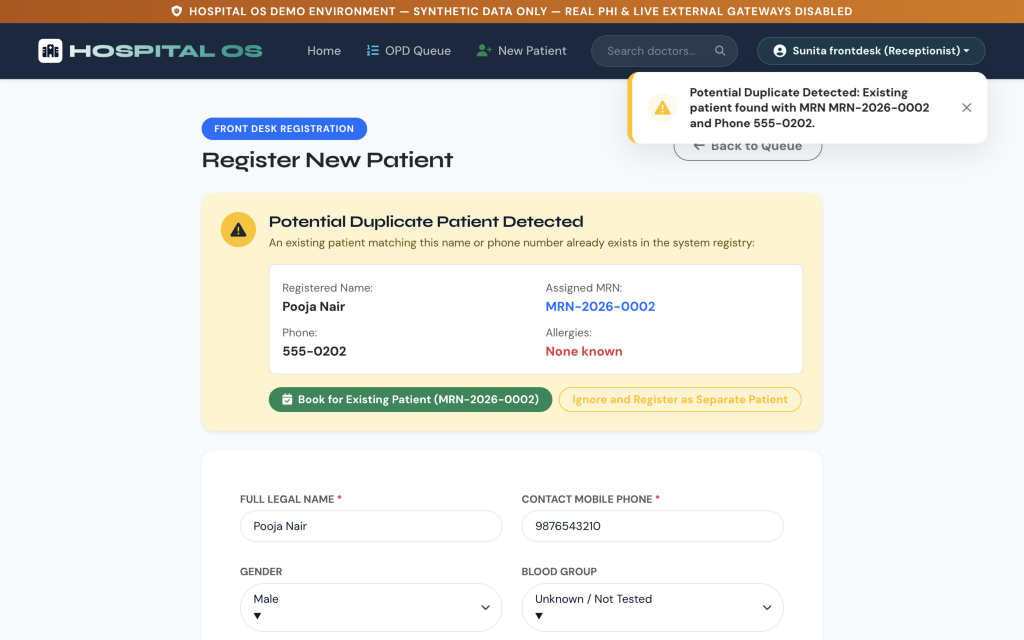 HOSPITAL OS DEMO ENVIRONMENT — SYNTHETIC DATA ONLY — REAL PHI & LIVE EXTERNAL GATEWAYS DISABLED
HOSPITAL OS
Home
OPD Queue
New Patient
Search doctors...
Sunita frontdesk (Receptionist)
Potential Duplicate Detected: Existing
patient found with MRN MRN-2026-0002
and Phone 555-0202.
FRONT DESK REGISTRATION
Register New Patient
Back to Queue
Potential Duplicate Patient Detected
An existing patient matching this name or phone number already exists in the system registry:
Registered Name:
Pooja Nair
Assigned MRN:
MRN-2026-0002
Phone:
555-0202
Allergies:
None known
Book for Existing Patient (MRN-2026-0002)
Ignore and Register as Separate Patient
FULL LEGAL NAME *
Pooja Nair
CONTACT MOBILE PHONE *
9876543210
GENDER
Male
BLOOD GROUP
Unknown / Not Tested